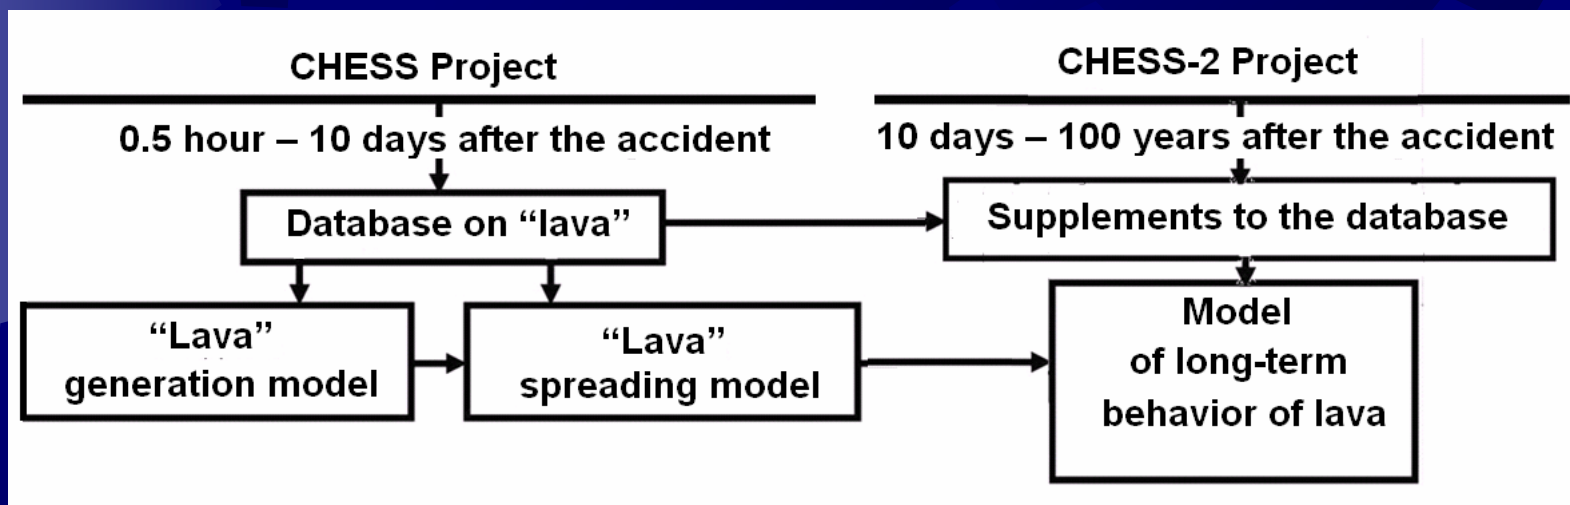 CHESS Project
0.5 hour – 10 days after the accident
Database on “lava”
“Lava”
generation model
“Lava”
spreading model
CHESS-2 Project
10 days – 100 years after the accident
Supplements to the database
Model
of long-term
behavior of lava